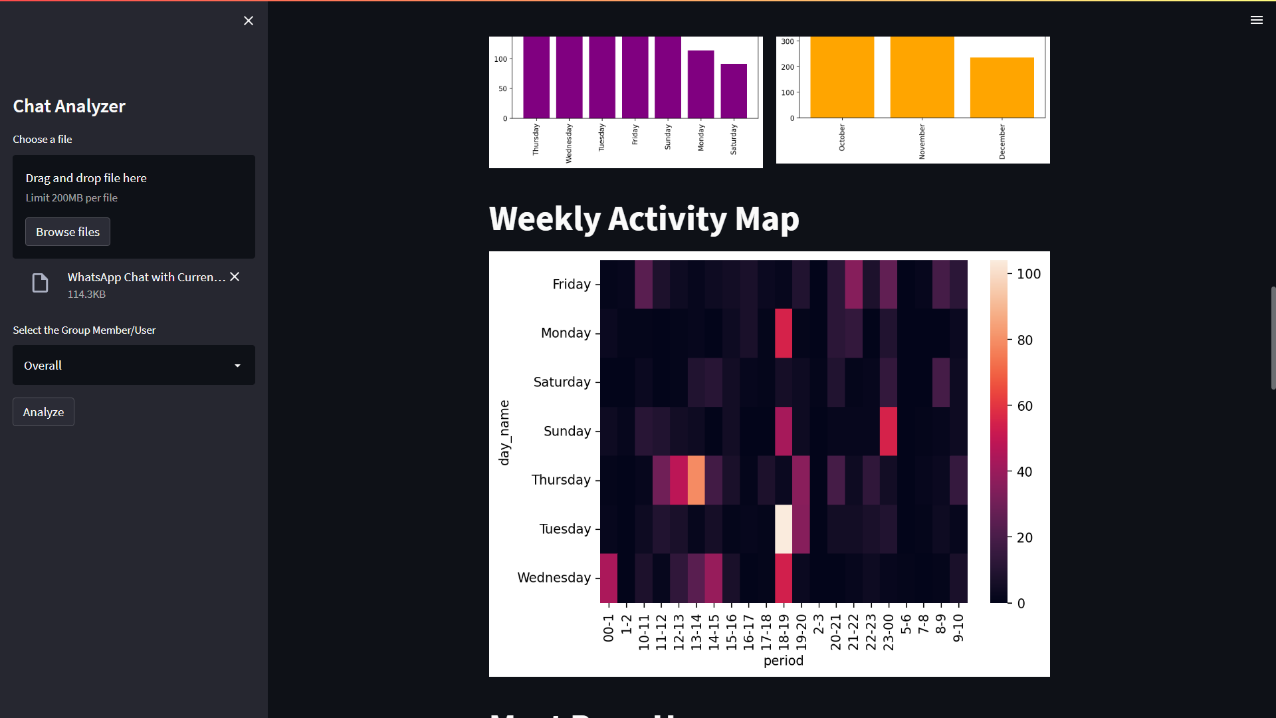 Chat Analyzer
Choose a file
Drag and drop file here
Limit 200MB per file
Browse files
WhatsApp Chat with Curren...
114.3KB
Select the Group Member/User
Overall
Analyze
100
50
0
Thursday
Wednesday
Tuesday
Friday
Sunday
Monday
Saturday
300
200
100
0
October
November
December
Weekly Activity Map
day_name
Friday
Monday
Saturday
Sunday
Thursday
Tuesday
Wednesday
00-1
1-2
10-11
11-12
12-13
13-14
14-15
15-16
16-17
17-18
18-19
19-20
2-3
20-21
21-22
22-23
23-00
5-6
7-8
8-9
9-10
period
100
80
60
40
20
0